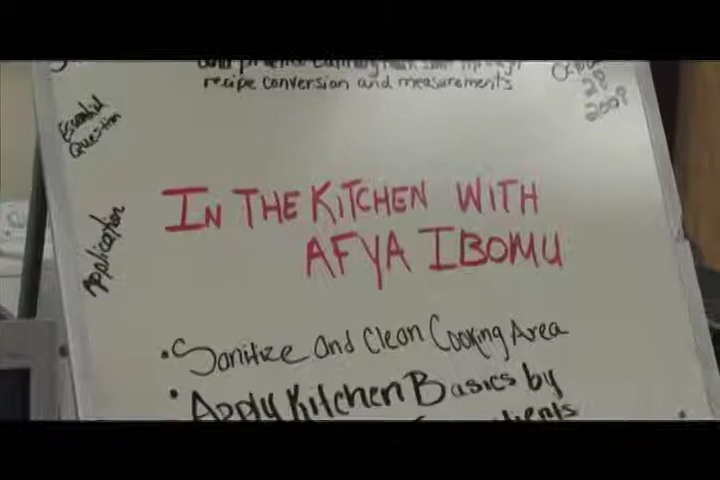 recipe conversion and measurements
Essential
Question
IN THE KITCHEN WITH
AFYA IBOMU
Application
• Sanitize and Clean Cooking Area
• Apply Kitchen Basics by